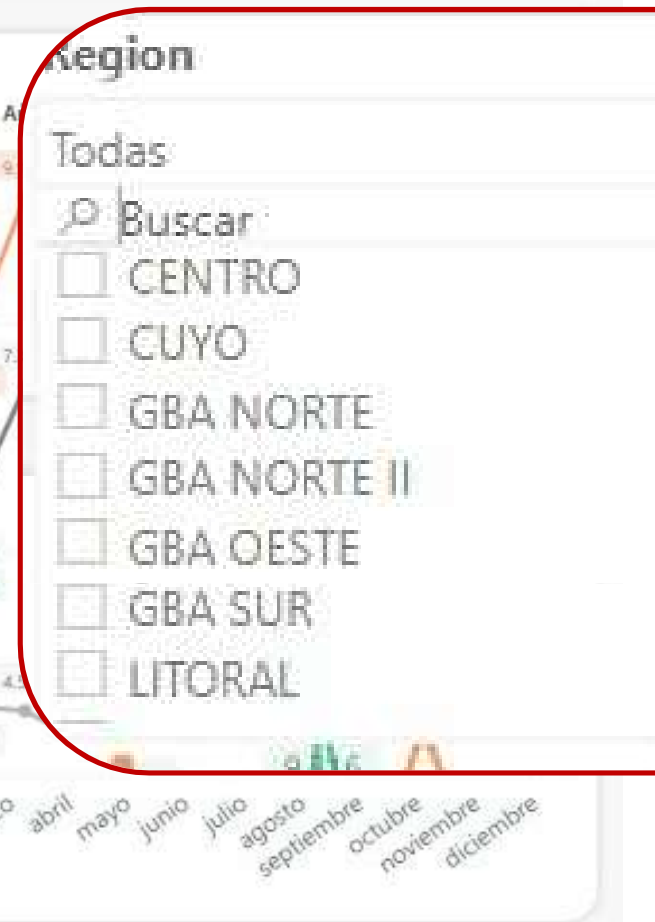 Region
Todas
Buscar
CENTRO
CUYO
GBA NORTE
GBA NORTE II
GBA OESTE
GBA SUR
LITORAL
abril
mayo
junio
julio
agosto
septiembre
octubre
noviembre
diciembre